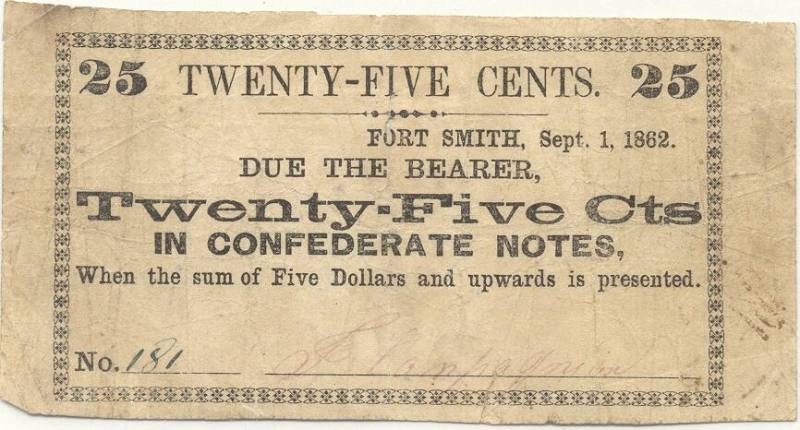 25 TWENTY-FIVE CENTS. 25
FORT SMITH, Sept. 1, 1862.
DUE THE BEARER,
Twenty-Five Cts
IN CONFEDERATE NOTES,
When the sum of Five Dollars and upwards is presented.
No. 181